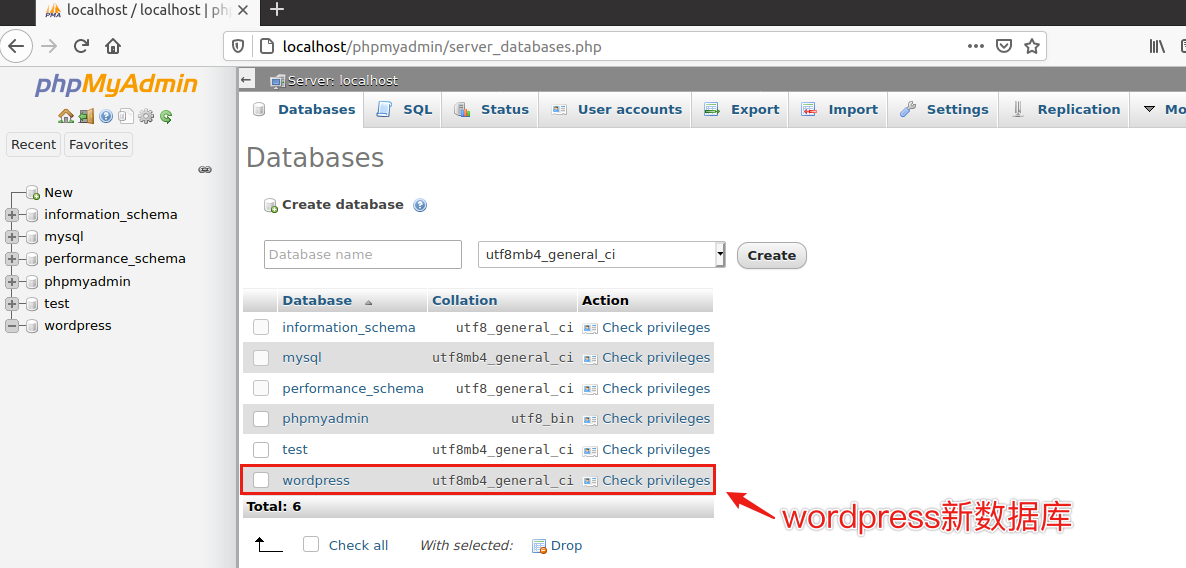 localhost / localhost | php
localhost/phpmyadmin/server_databases.php
phpMyAdmin
Recent
Favorites
New
information_schema
mysql
performance_schema
phpmyadmin
test
wordpress
Server: localhost
Databases SQL Status User accounts Export Import Settings Replication Mo
Databases
Create database
Database name utf8mb4_general_ci Create
Database Collation Action
information_schema utf8_general_ci Check privileges
mysql utf8mb4_general_ci Check privileges
performance_schema utf8_general_ci Check privileges
phpmyadmin utf8_bin Check privileges
test utf8mb4_general_ci Check privileges
wordpress utf8mb4_general_ci Check privileges
Total: 6
wordpress新数据库
Check all With selected: Drop